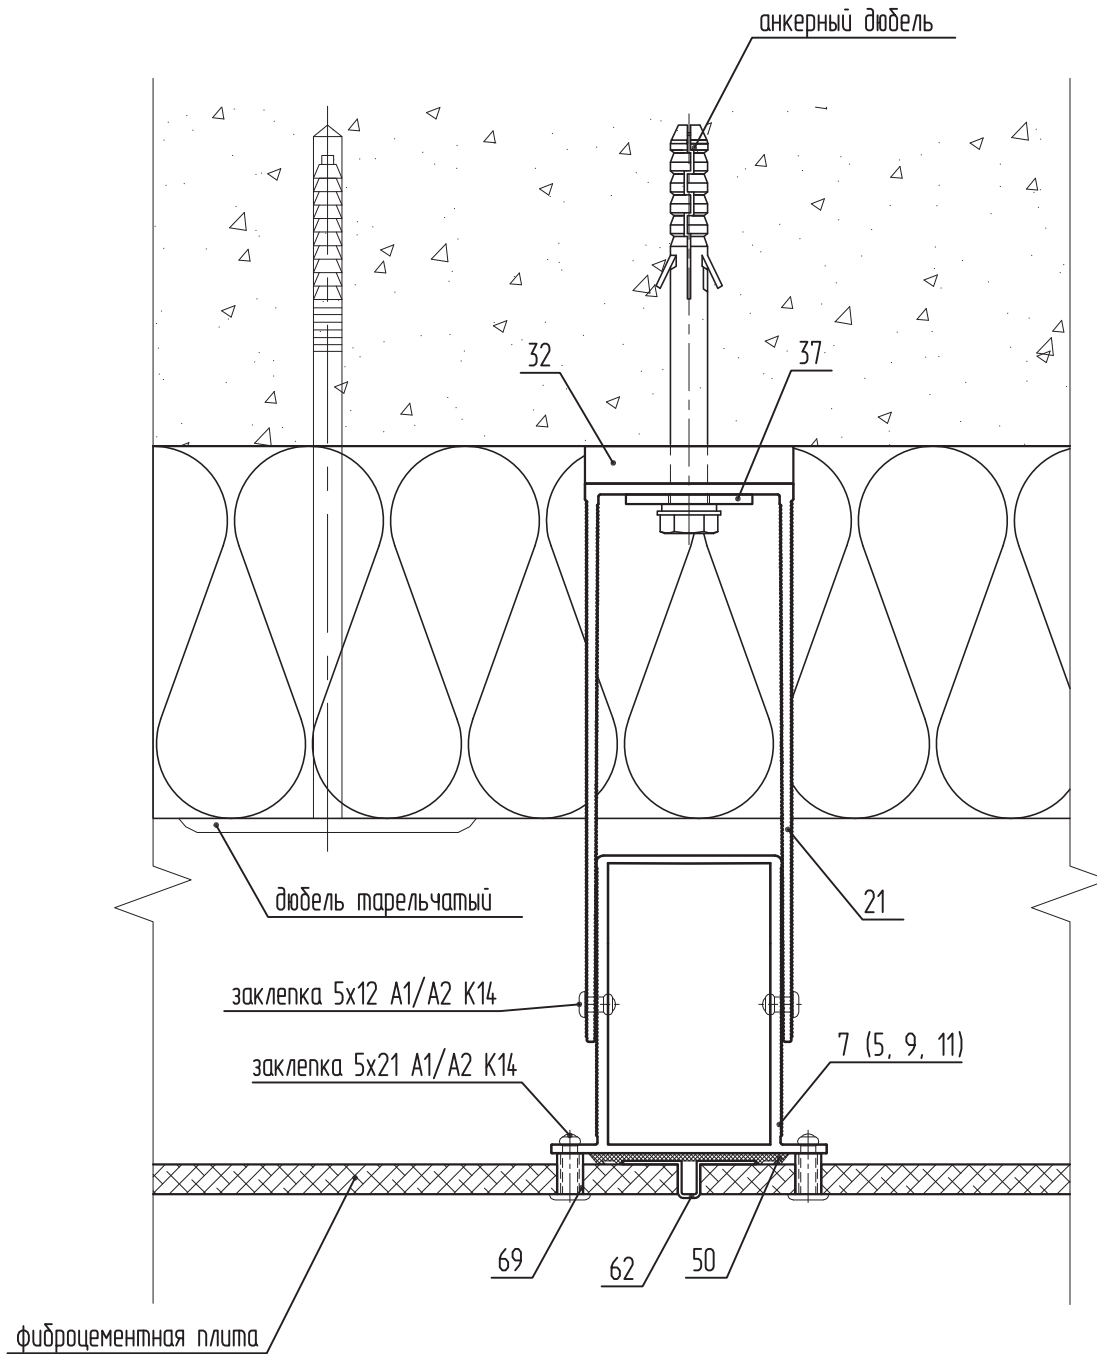 анкерный дюбель
32
37
дюбель тарельчатый
21
заклепка 5х12 А1/А2 К14
7 (5, 9, 11)
заклепка 5х21 А1/А2 К14
69
62
50
фиброцементная плита